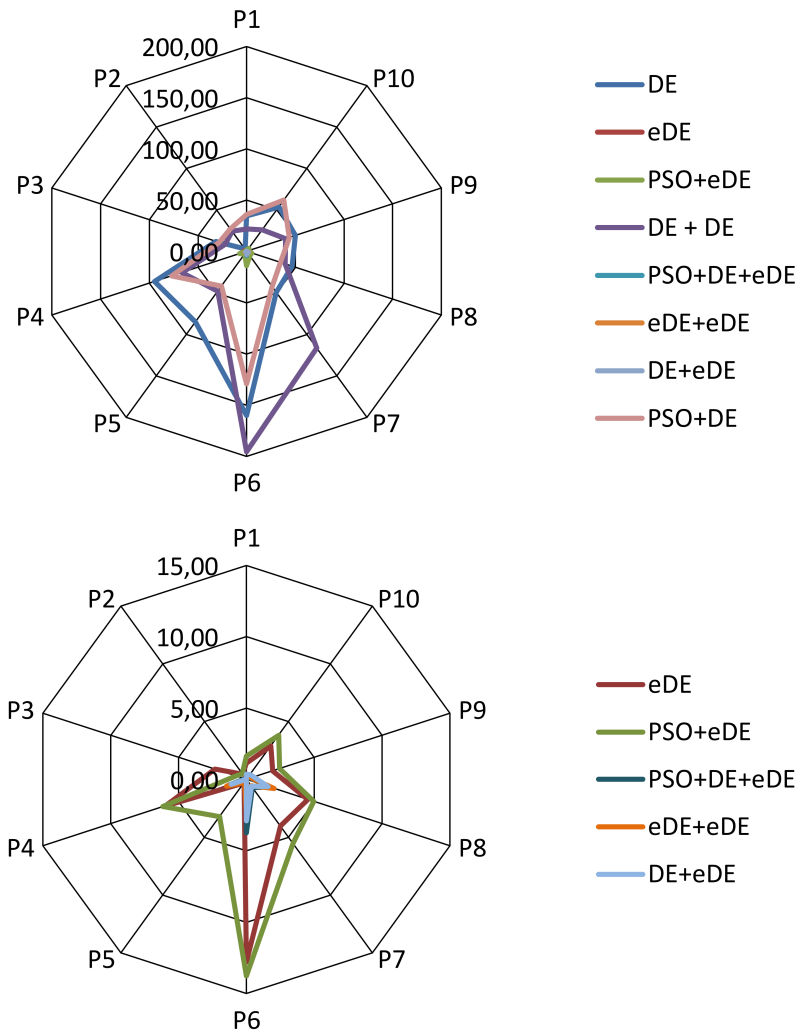 P1
200,00
P2
P10
150,00
100,00
P3
P9
50,00
0,00
P4
P8
P5
P7
P6
DE
eDE
PSO+eDE
DE + DE
PSO+DE+eDE
eDE+eDE
DE+eDE
PSO+DE
P1
15,00
P2
P10
10,00
P3
P9
5,00
0,00
P4
P8
P5
P7
P6
eDE
PSO+eDE
PSO+DE+eDE
eDE+eDE
DE+eDE